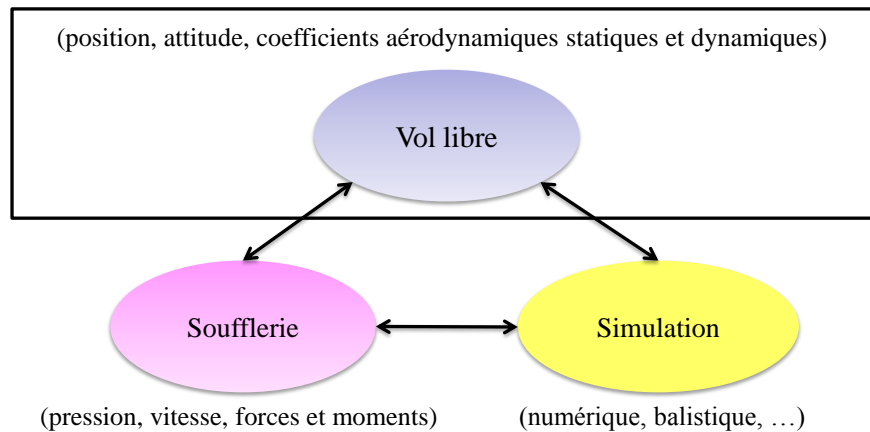 (position, attitude, coefficients aérodynamiques statiques et dynamiques)
Vol libre
Soufflerie
Simulation
(pression, vitesse, forces et moments)
(numérique, balistique, …)